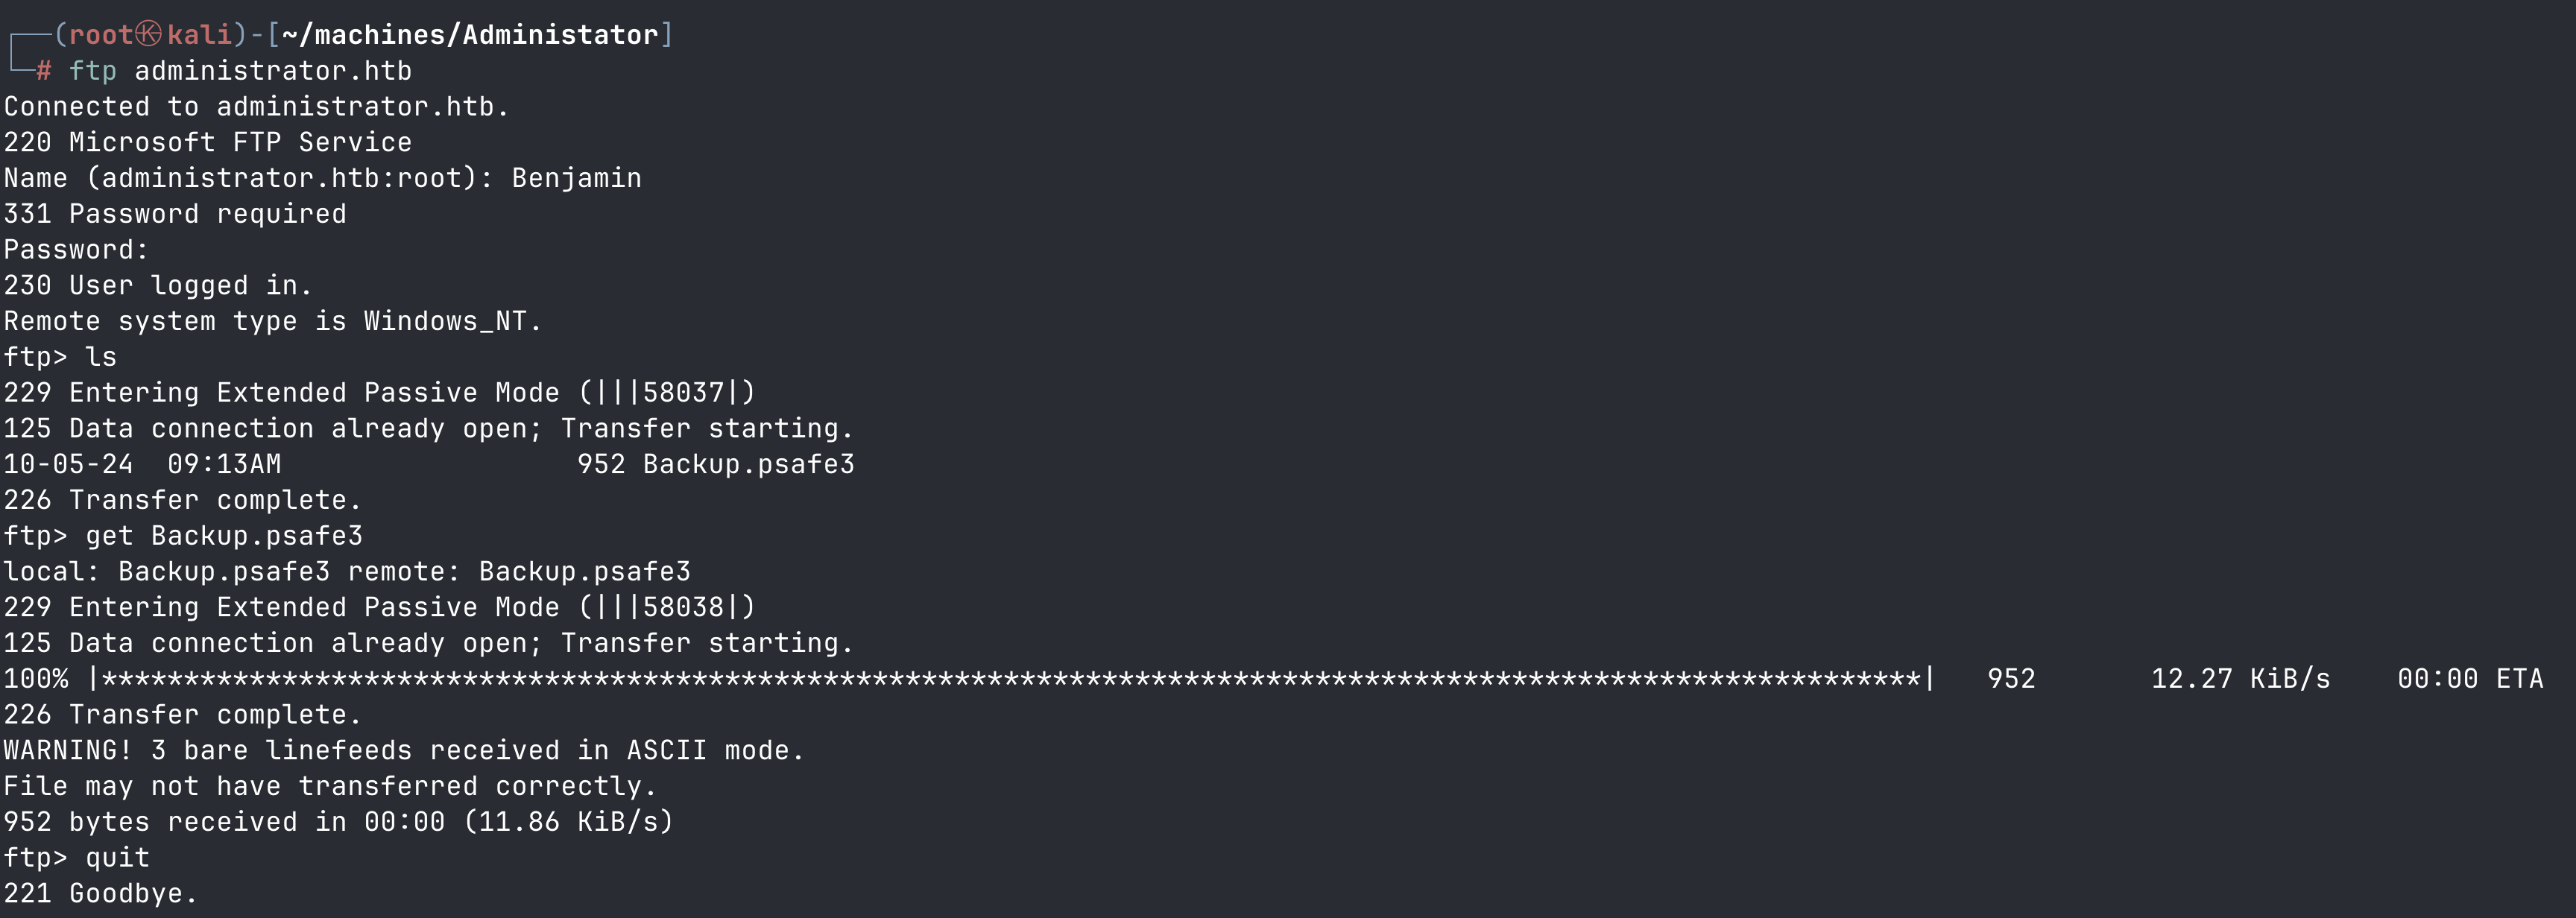 ┌──(root㉿kali)-[~/machines/Administator]
└─# ftp administrator.htb
Connected to administrator.htb.
220 Microsoft FTP Service
Name (administrator.htb:root): Benjamin
331 Password required
Password:
230 User logged in.
Remote system type is Windows_NT.
ftp> ls
229 Entering Extended Passive Mode (|||58037|)
125 Data connection already open; Transfer starting.
10-05-24  09:13AM                  952 Backup.psafe3
226 Transfer complete.
ftp> get Backup.psafe3
local: Backup.psafe3 remote: Backup.psafe3
229 Entering Extended Passive Mode (|||58038|)
125 Data connection already open; Transfer starting.
100% |***************************************************************************************************************|   952       12.27 KiB/s    00:00 ETA
226 Transfer complete.
WARNING! 3 bare linefeeds received in ASCII mode.
File may not have transferred correctly.
952 bytes received in 00:00 (11.86 KiB/s)
ftp> quit
221 Goodbye.